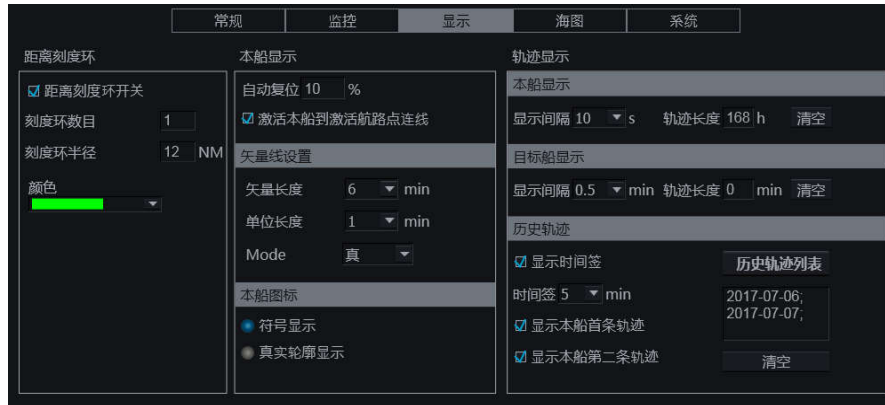 常规 监控 显示 海图 系统
距离刻度环
距离刻度环开关
刻度环数目 1
刻度环半径 12 NM
颜色
本船显示
自动复位 10 %
激活本船到激活航路点连线
矢量线设置
矢量长度 6 min
单位长度 1 min
Mode 真
本船图标
符号显示
真实轮廓显示
轨迹显示
本船显示
显示间隔 10 s 轨迹长度 168 h 清空
目标船显示
显示间隔 0.5 min 轨迹长度 0 min 清空
历史轨迹
显示时间签 历史轨迹列表
时间签 5 min
2017-07-06;
2017-07-07;
显示本船首条轨迹
显示本船第二条轨迹 清空